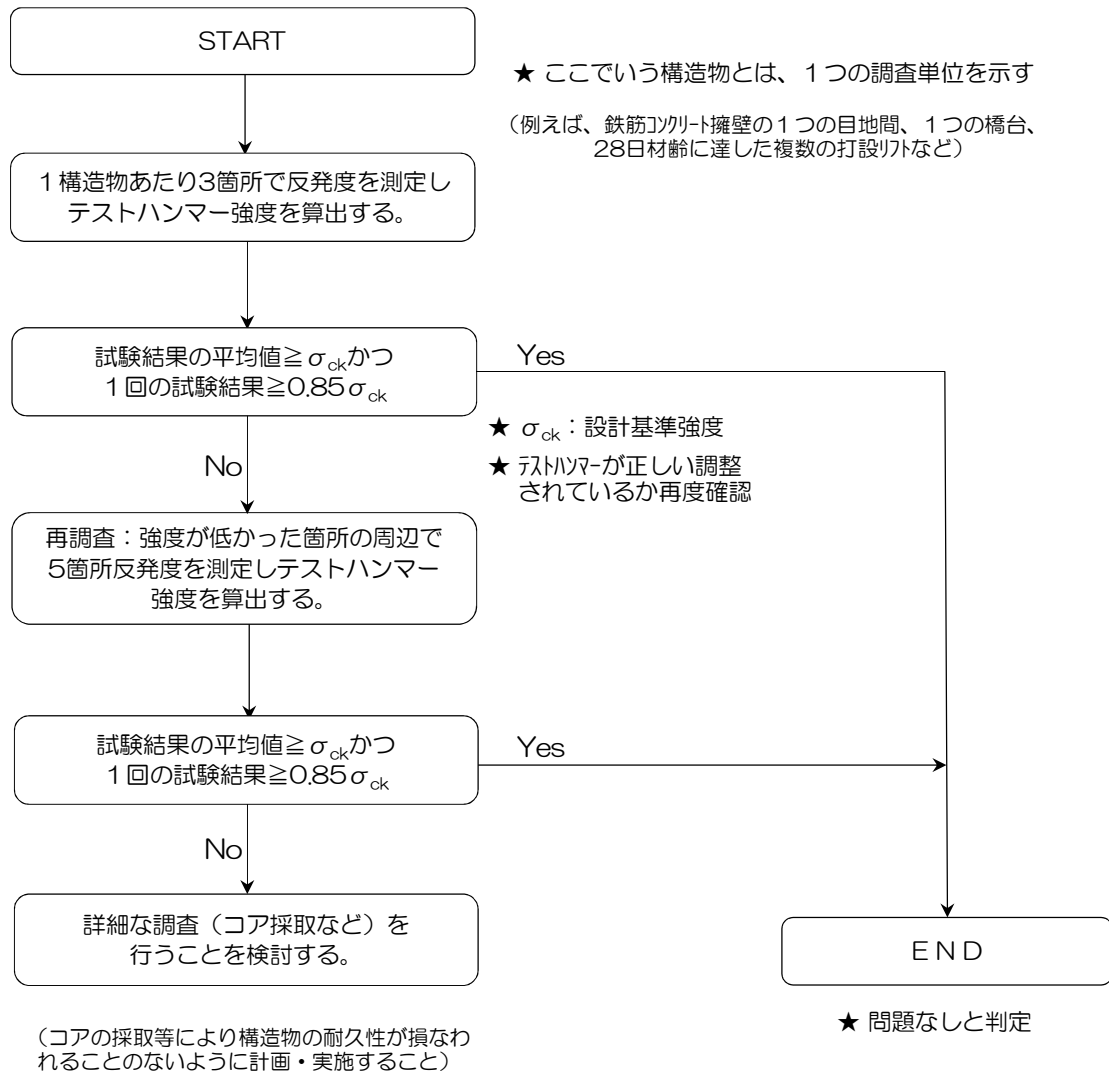 START
★ ここでいう構造物とは、１つの調査単位を示す
（例えば、鉄筋ｺﾝｸﾘｰﾄ擁壁の１つの目地間、１つの橋台、
28日材齢に達した複数の打設ﾘﾌﾄなど）
１構造物あたり3箇所で反発度を測定し
テストハンマー強度を算出する。
試験結果の平均値≧σckかつ
１回の試験結果≧0.85σck
Yes
★ σck：設計基準強度
★ ﾃｽﾄﾊﾝﾏｰが正しい調整
されているか再度確認
No
再調査：強度が低かった箇所の周辺で
5箇所反発度を測定しテストハンマー
強度を算出する。
試験結果の平均値≧σckかつ
１回の試験結果≧0.85σck
Yes
No
詳細な調査（コア採取など）を
行うことを検討する。
（コアの採取等により構造物の耐久性が損なわ
れることのないように計画・実施すること）
ＥＮＤ
★ 問題なしと判定